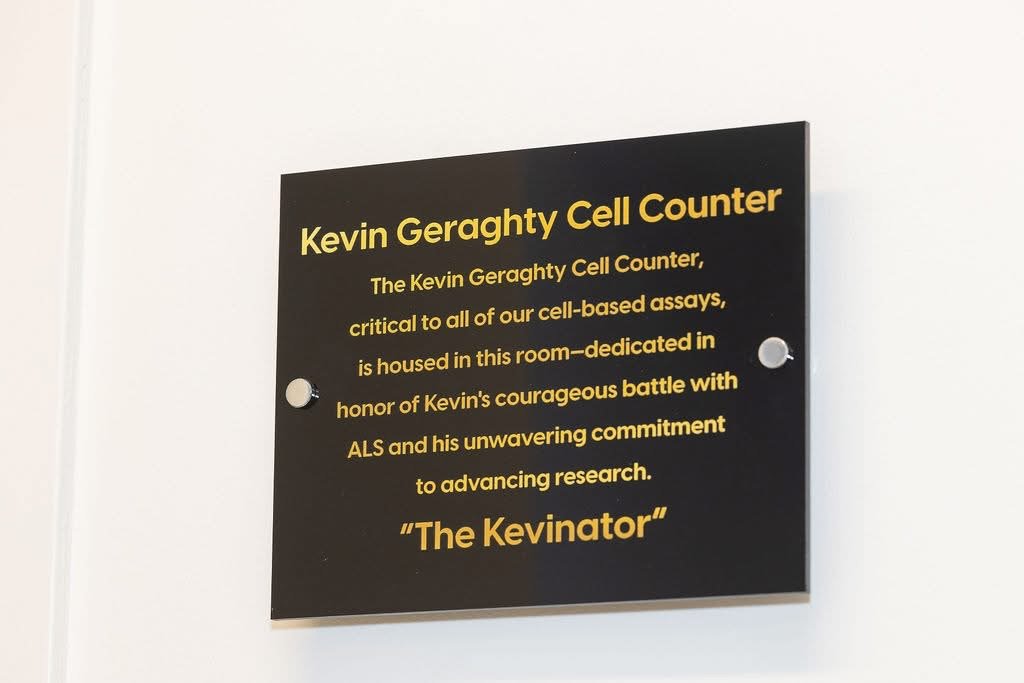 Kevin Geraghty Cell Counter
The Kevin Geraghty Cell Counter,
critical to all of our cell-based assays,
is housed in this room—dedicated in
honor of Kevin's courageous battle with
ALS and his unwavering commitment
to advancing research.
"The Kevinator"